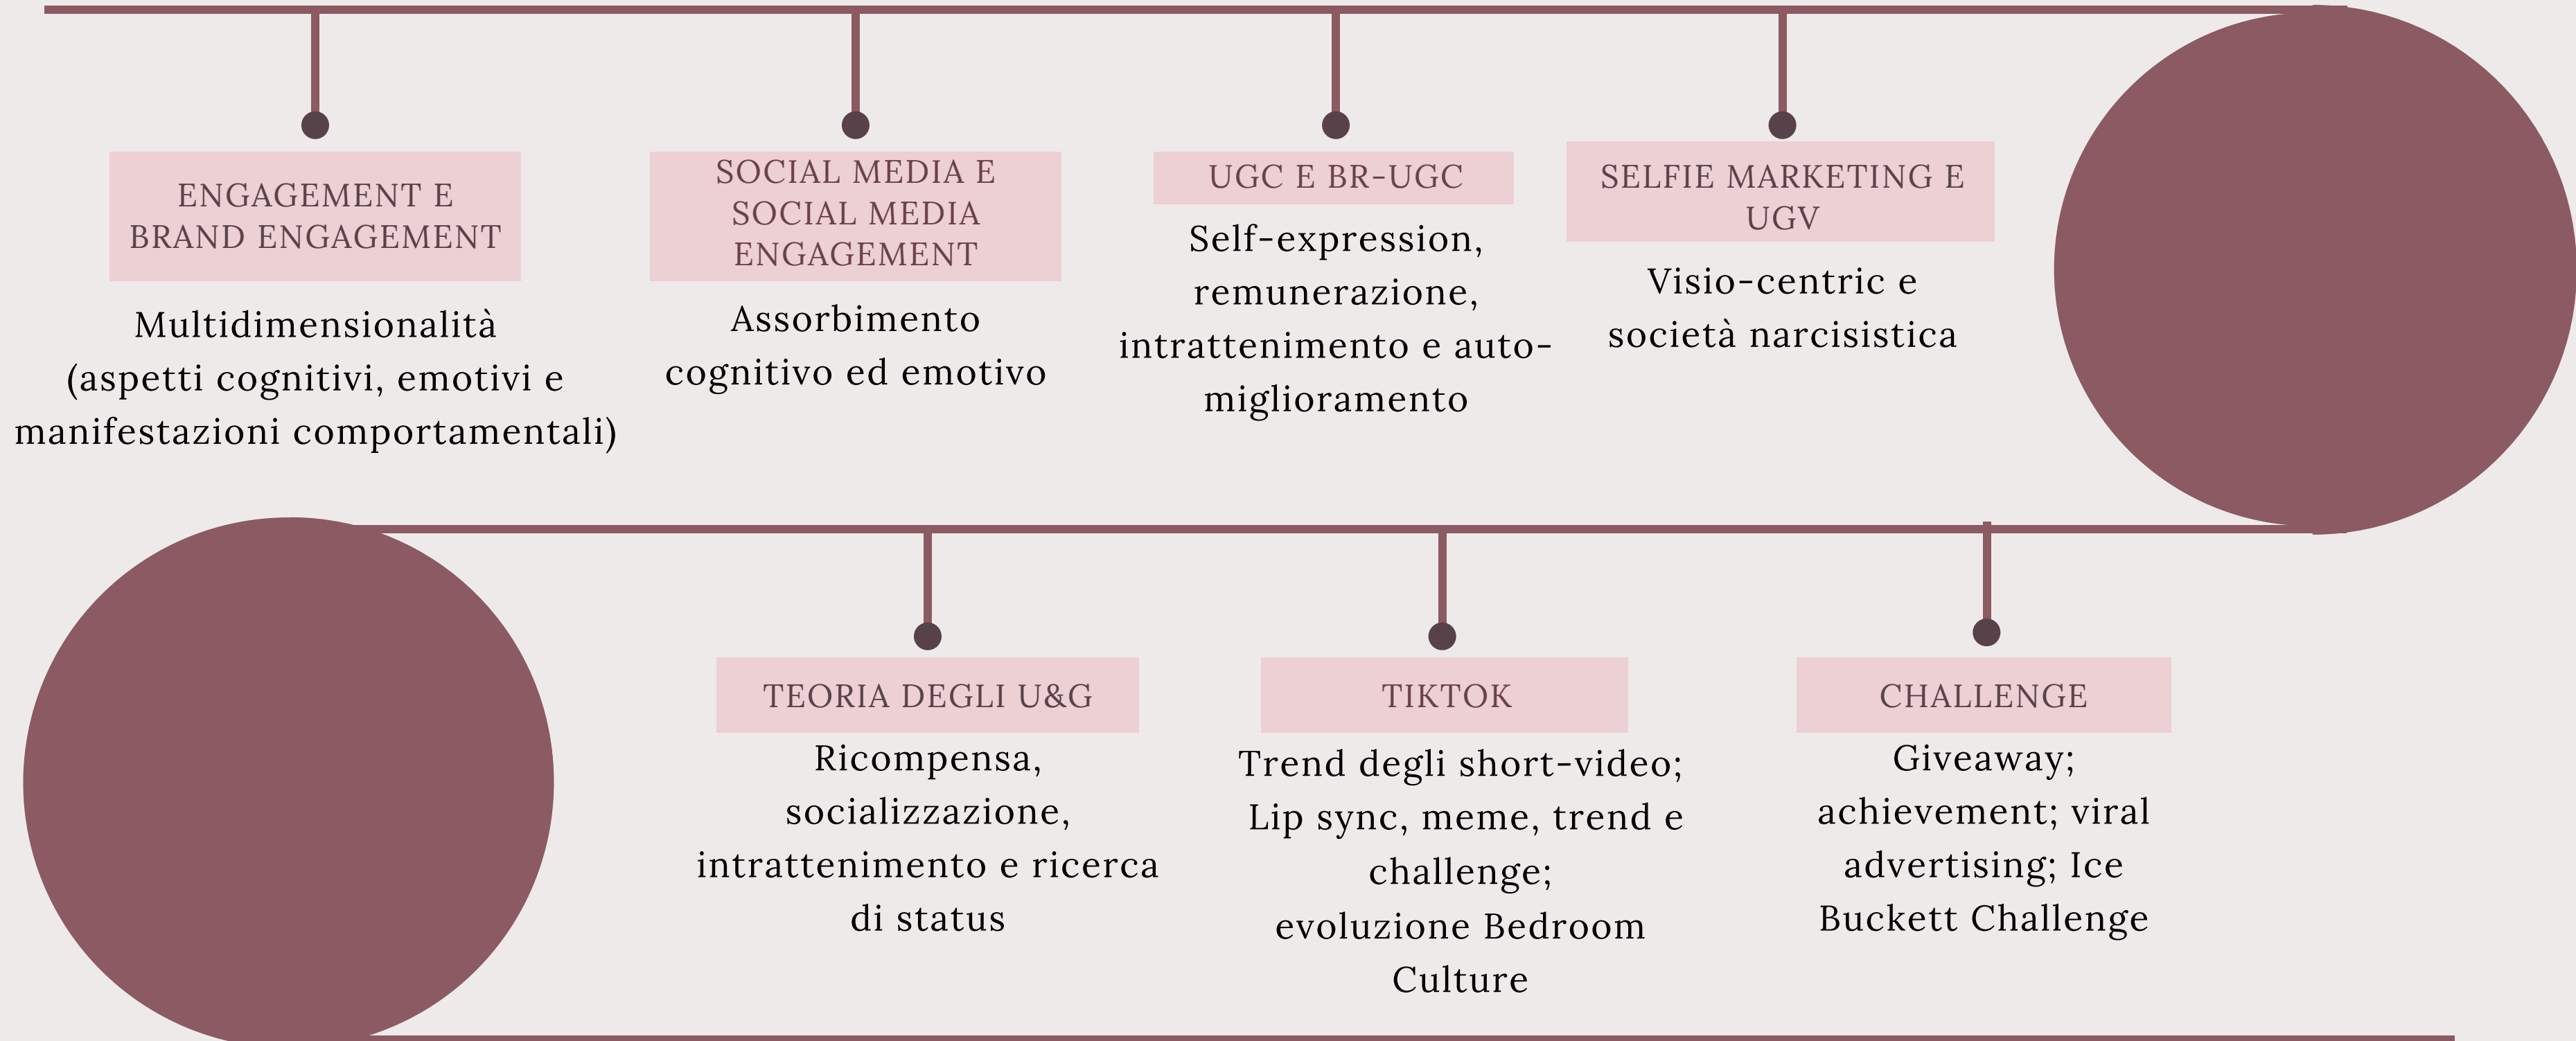 ENGAGEMENT E
BRAND ENGAGEMENT
Multidimensionalità
(aspetti cognitivi, emotivi e
manifestazioni comportamentali)
SOCIAL MEDIA E
SOCIAL MEDIA
ENGAGEMENT
Assorbimento
cognitivo ed emotivo
UGC E BR-UGC
Self-expression,
remunerazione,
intrattenimento e auto-
miglioramento
SELFIE MARKETING E
UGV
Visio-centric e
società narcisistica
TEORIA DEGLI U&G
Ricompensa,
socializzazione,
intrattenimento e ricerca
di status
TIKTOK
Trend degli short-video;
Lip sync, meme, trend e
challenge;
evoluzione Bedroom
Culture
CHALLENGE
Giveaway;
achievement; viral
advertising; Ice
Buckett Challenge